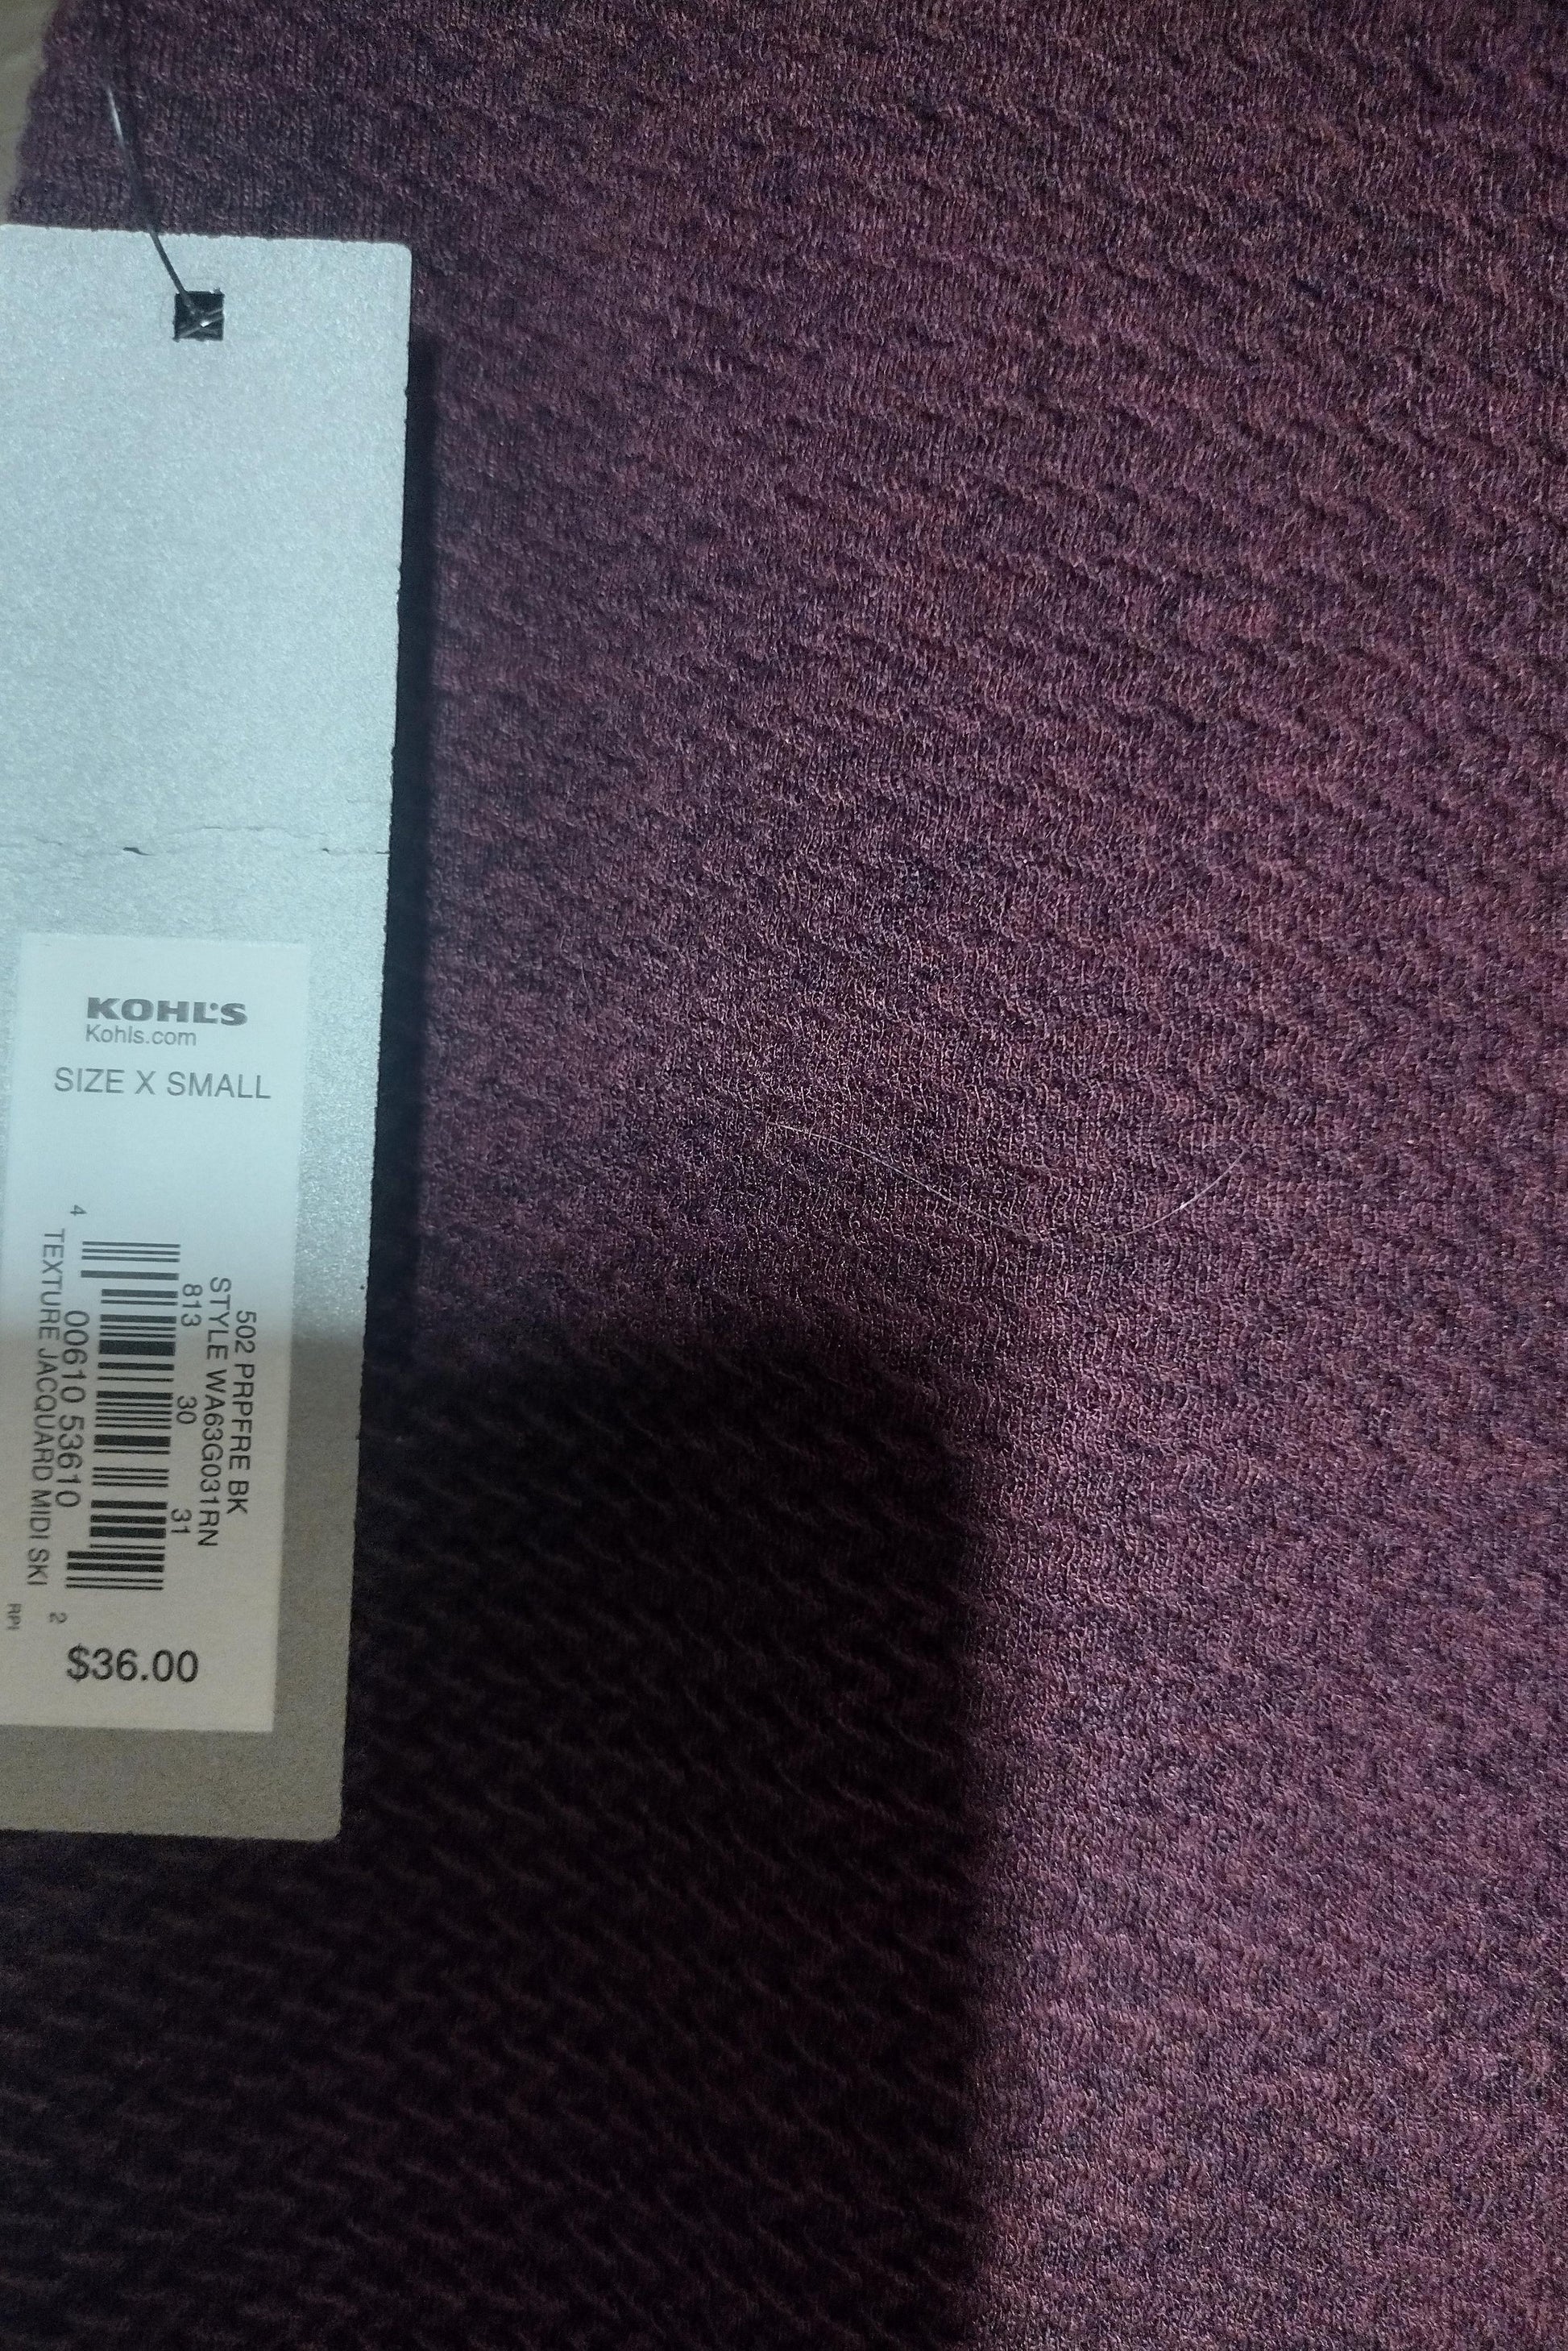 KOHL'S
Kohls.com
SIZE X SMALL
502 PRPFRE BK
STYLE WA63G031RN
813 30 31
4 00610 53610 2
TEXTURE JACQUARD MIDI SKI
RPI
$36.00